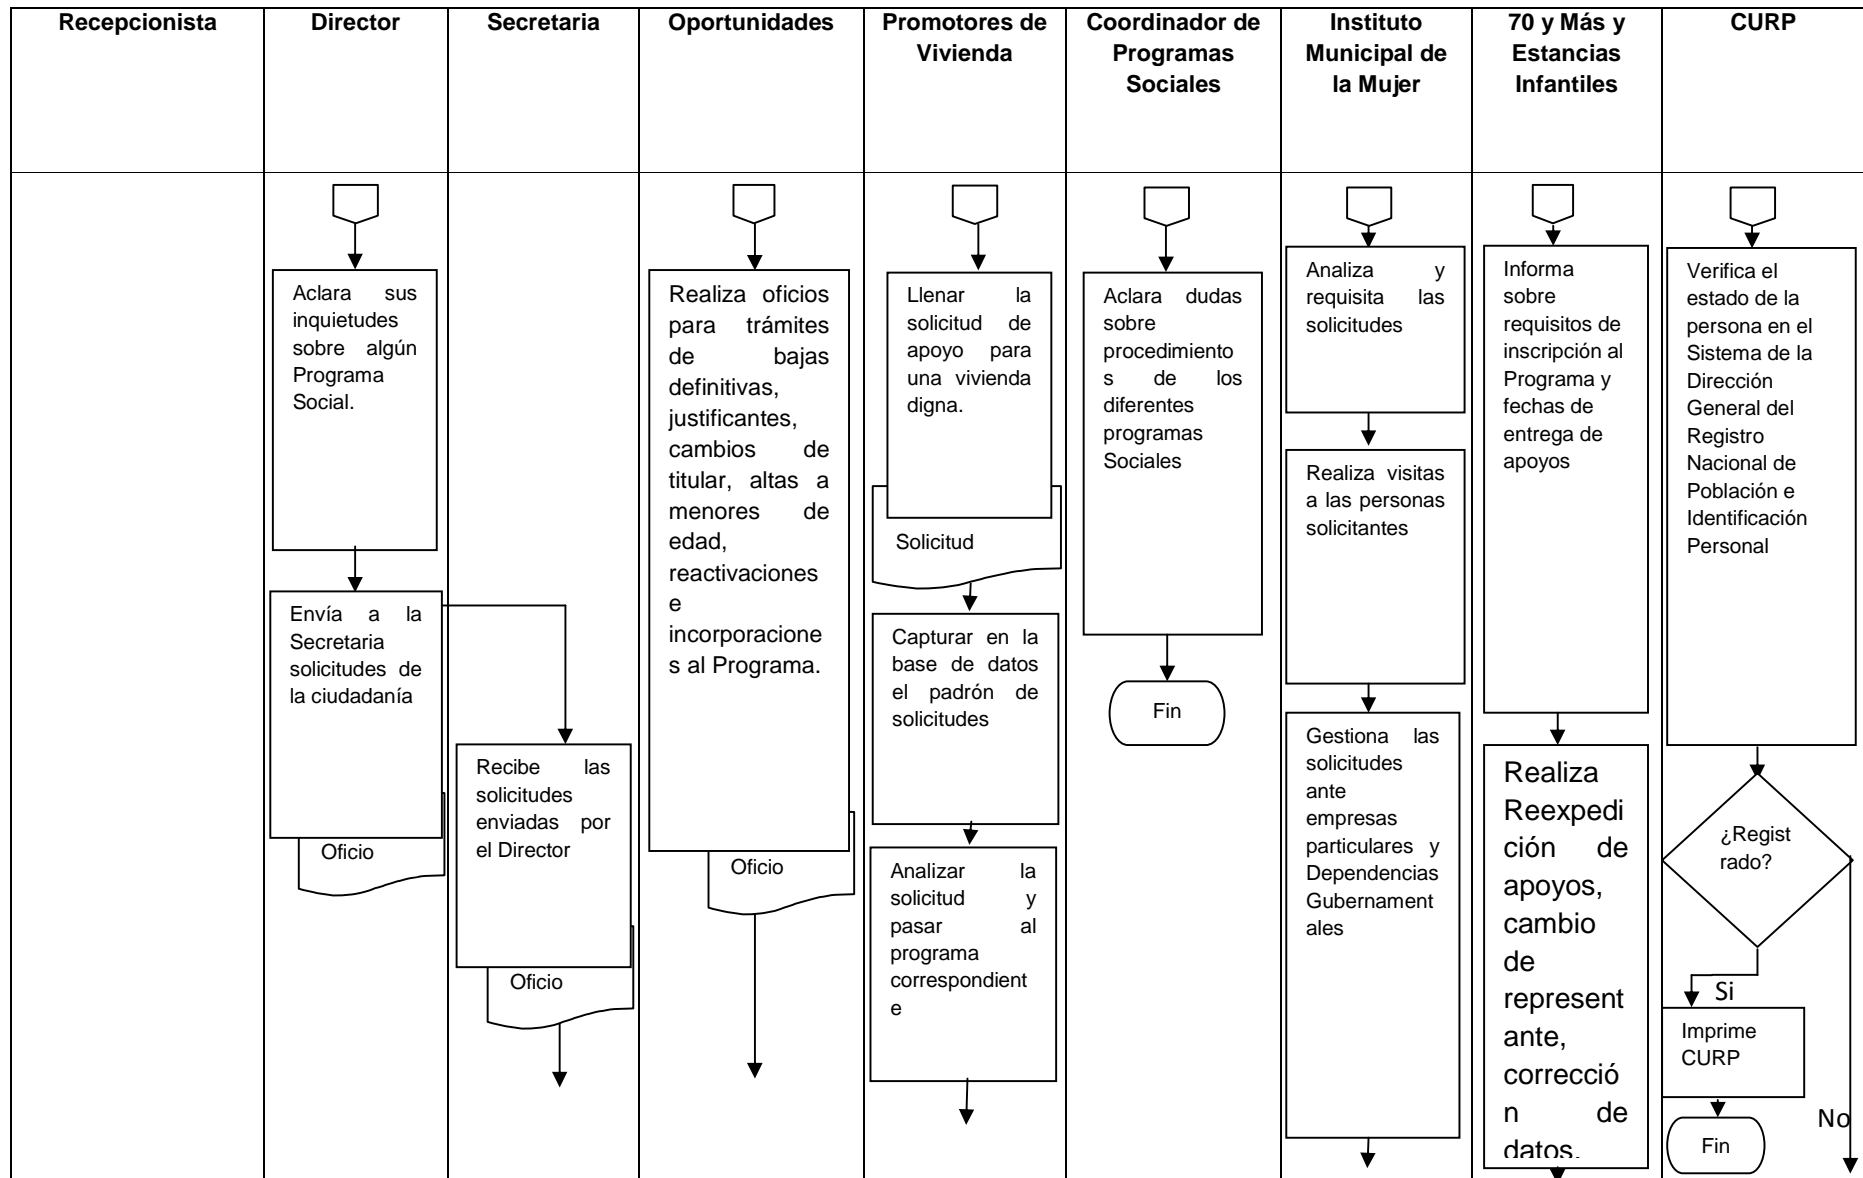 Recepcionista
Director
Secretaria
Oportunidades
Promotores de
Vivienda
Coordinador de
Programas
Sociales
Instituto
Municipal de
la Mujer
70 y Más y
Estancias
Infantiles
CURP
Aclara sus
inquietudes
sobre algún
Programa
Social.
Envía a la
Secretaria
solicitudes de
la ciudadanía
Oficio
Recibe las
solicitudes
enviadas por
el Director
Oficio
Realiza oficios
para trámites
de bajas
definitivas,
justificantes,
cambios de
titular, altas a
menores de
edad,
reactivaciones
e
incorporacione
s al Programa.
Oficio
Llenar la
solicitud de
apoyo para
una vivienda
digna.
Solicitud
Capturar en la
base de datos
el padrón de
solicitudes
Analizar la
solicitud y
pasar al
programa
correspondient
e
Aclara dudas
sobre
procedimiento
s de los
diferentes
programas
Sociales
Fin
Analiza y
requisita las
solicitudes
Realiza visitas
a las personas
solicitantes
Gestiona las
solicitudes
ante
empresas
particulares y
Dependencias
Gubernament
ales
Informa
sobre
requisitos de
inscripción al
Programa y
fechas de
entrega de
apoyos
Realiza
Reexpedi
ción de
apoyos,
cambio
de
represent
ante,
correcció
n de
datos.
Verifica el
estado de la
persona en el
Sistema de la
Dirección
General del
Registro
Nacional de
Población e
Identificación
Personal
¿Regist
rado?
Si
Imprime
CURP
No
Fin